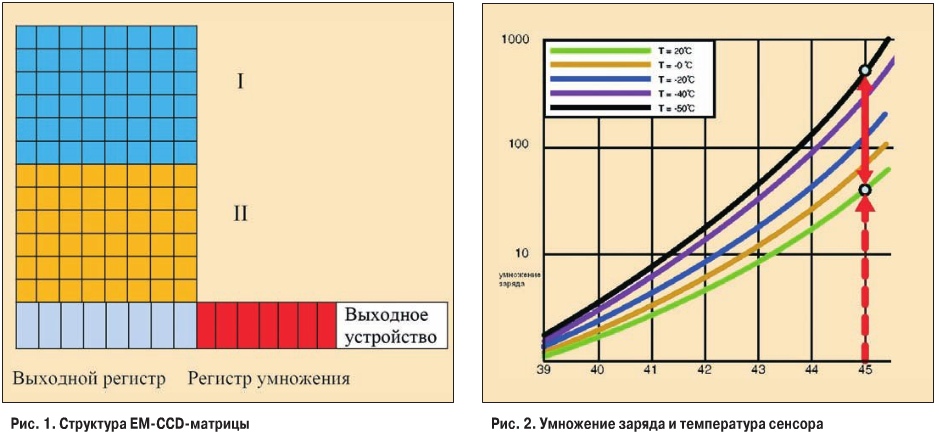 I
II
Выходное
устройство
Выходной регистр Регистр умножения
Рис. 1. Структура EM-CCD-матрицы
1000
100
10
T = 20℃
T = -0 ℃
T = -20℃
T = -40℃
T = -50℃
умножение
заряда
39 40 41 42 43 44 45
Рис. 2. Умножение заряда и температура сенсора